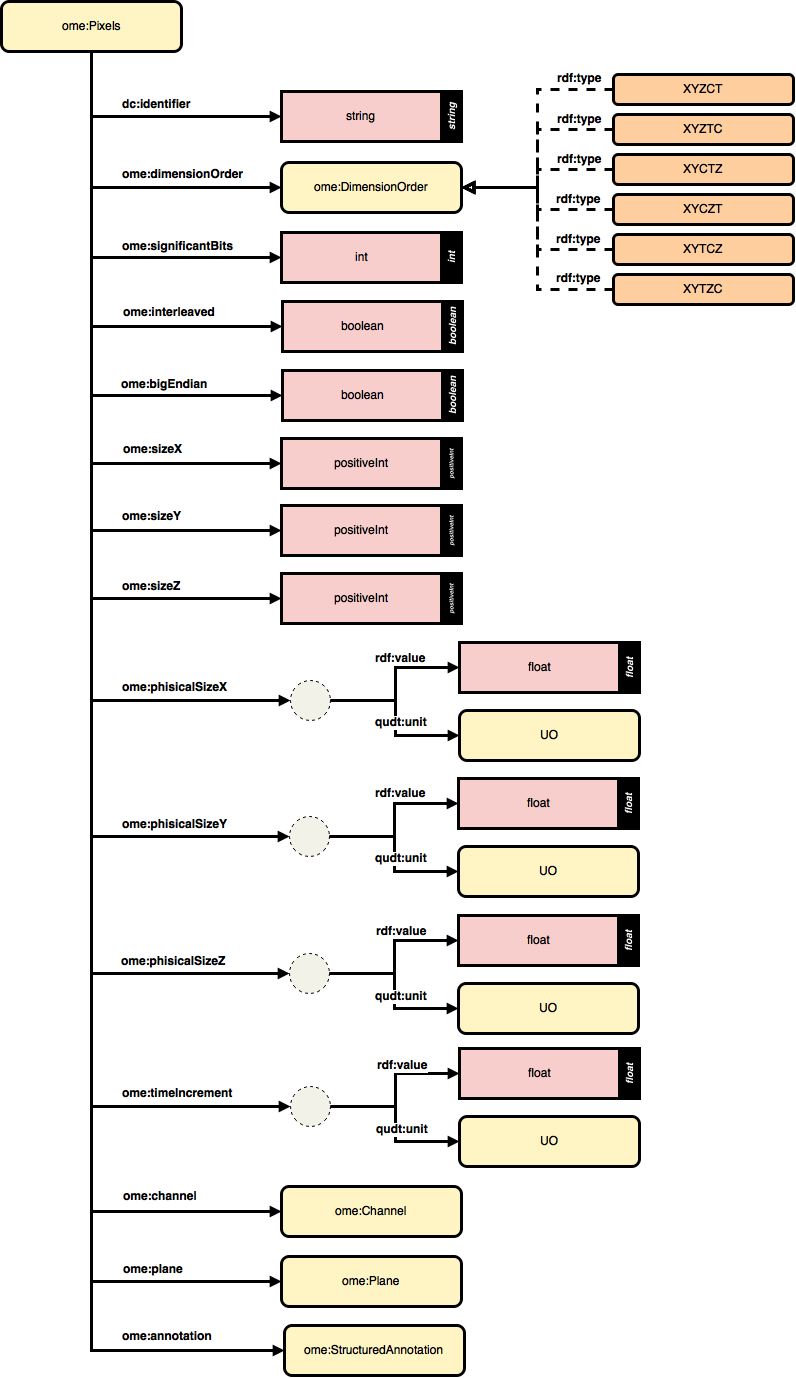 ome:Pixels
dc:identifier
string
string
ome:dimensionOrder
ome:DimensionOrder
rdf:type
XYZCT
rdf:type
XYZTC
rdf:type
XYCTZ
rdf:type
XYCZT
rdf:type
XYTCZ
rdf:type
XYTZC
ome:significantBits
int
int
ome:interleaved
boolean
boolean
ome:bigEndian
boolean
boolean
ome:sizeX
positiveInt
positiveInt
ome:sizeY
positiveInt
positiveInt
ome:sizeZ
positiveInt
positiveInt
ome:phisicalSizeX
rdf:value
float
float
qudt:unit
UO
ome:phisicalSizeY
rdf:value
float
float
qudt:unit
UO
ome:phisicalSizeZ
rdf:value
float
float
qudt:unit
UO
ome:timeIncrement
rdf:value
float
float
qudt:unit
UO
ome:channel
ome:Channel
ome:plane
ome:Plane
ome:annotation
ome:StructuredAnnotation